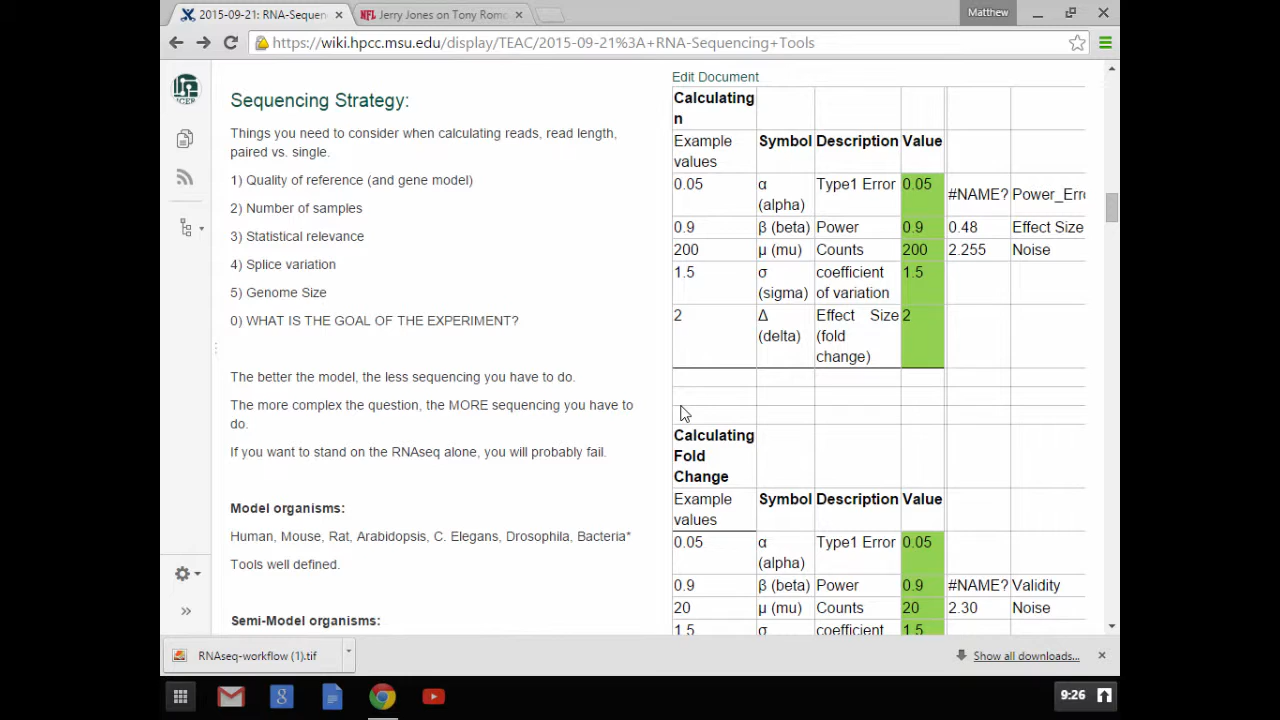 2015-09-21: RNA-Sequen
NFL Jerry Jones on Tony Romo
Matthew
https://wiki.hpcc.msu.edu/display/TEAC/2015-09-21%3A+RNA-Sequencing+Tools
ICER
Sequencing Strategy:
Things you need to consider when calculating reads, read length,
paired vs. single.
1) Quality of reference (and gene model)
2) Number of samples
3) Statistical relevance
4) Splice variation
5) Genome Size
0) WHAT IS THE GOAL OF THE EXPERIMENT?
The better the model, the less sequencing you have to do.
The more complex the question, the MORE sequencing you have to
do.
If you want to stand on the RNAseq alone, you will probably fail.
Model organisms:
Human, Mouse, Rat, Arabidopsis, C. Elegans, Drosophila, Bacteria*
Tools well defined.
Semi-Model organisms:
Edit Document
Calculating
n
Example
values
Symbol
Description
Value
0.05
α
(alpha)
Type1 Error
0.05
#NAME?
Power_Erro
0.9
β (beta)
Power
0.9
0.48
Effect Size
200
μ (mu)
Counts
200
2.255
Noise
1.5
σ
(sigma)
coefficient
of variation
1.5
2
Δ
(delta)
Effect Size
(fold
change)
2
Calculating
Fold
Change
Example
values
Symbol
Description
Value
0.05
α
(alpha)
Type1 Error
0.05
0.9
β (beta)
Power
0.9
#NAME?
Validity
20
μ (mu)
Counts
20
2.30
Noise
1.5
σ
coefficient
1.5
RNAseq-workflow (1).tif
Show all downloads...
9:26